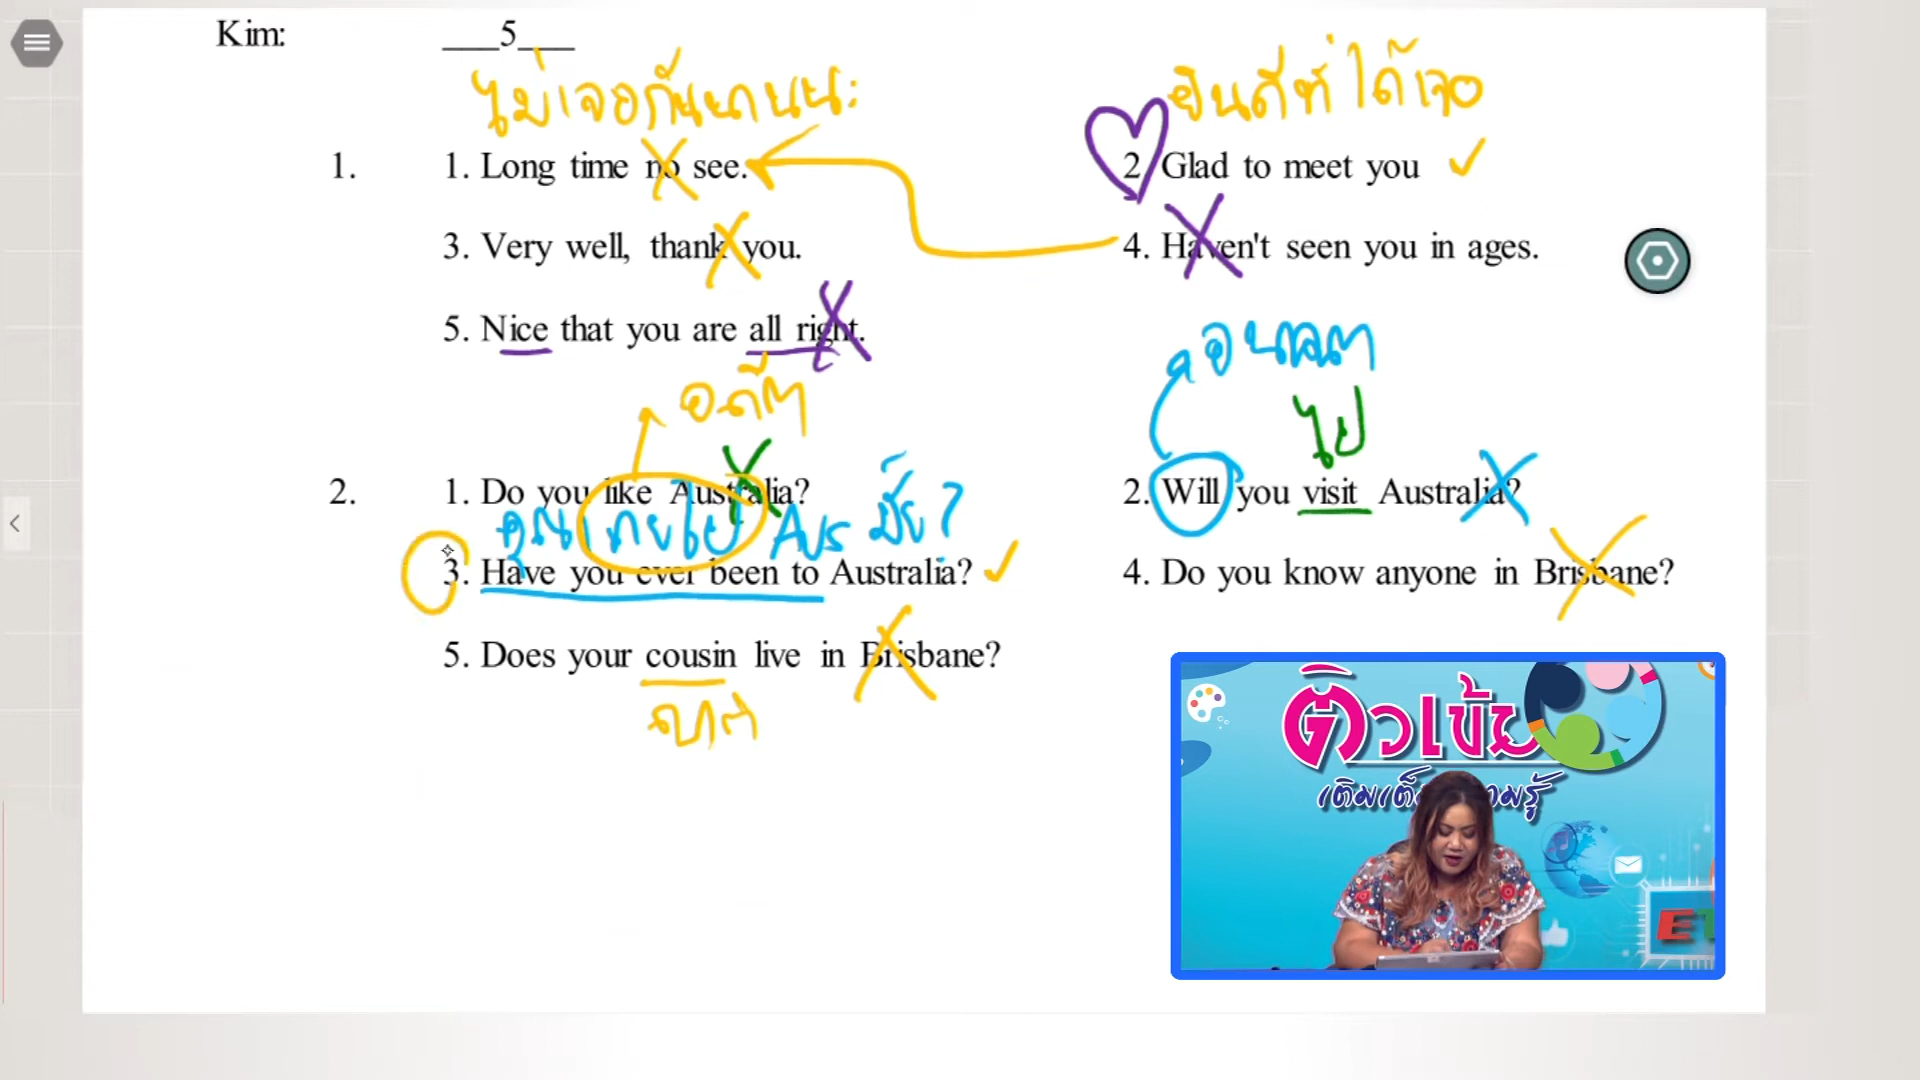 Kim: ___5___
ไม่เจอกันนานนะ
ยินดีที่ได้เจอ
1. 1. Long time no see. 2. Glad to meet you
3. Very well, thank you. 4. Haven't seen you in ages.
5. Nice that you are all right.
อนาคต
อดีต
ไป
2. 1. Do you like Australia? 2. Will you visit Australia?
คุณเคยไป Aus มั้ย?
3. Have you ever been to Australia? 4. Do you know anyone in Brisbane?
5. Does your cousin live in Brisbane?
ญาติ
ติวเข้ม